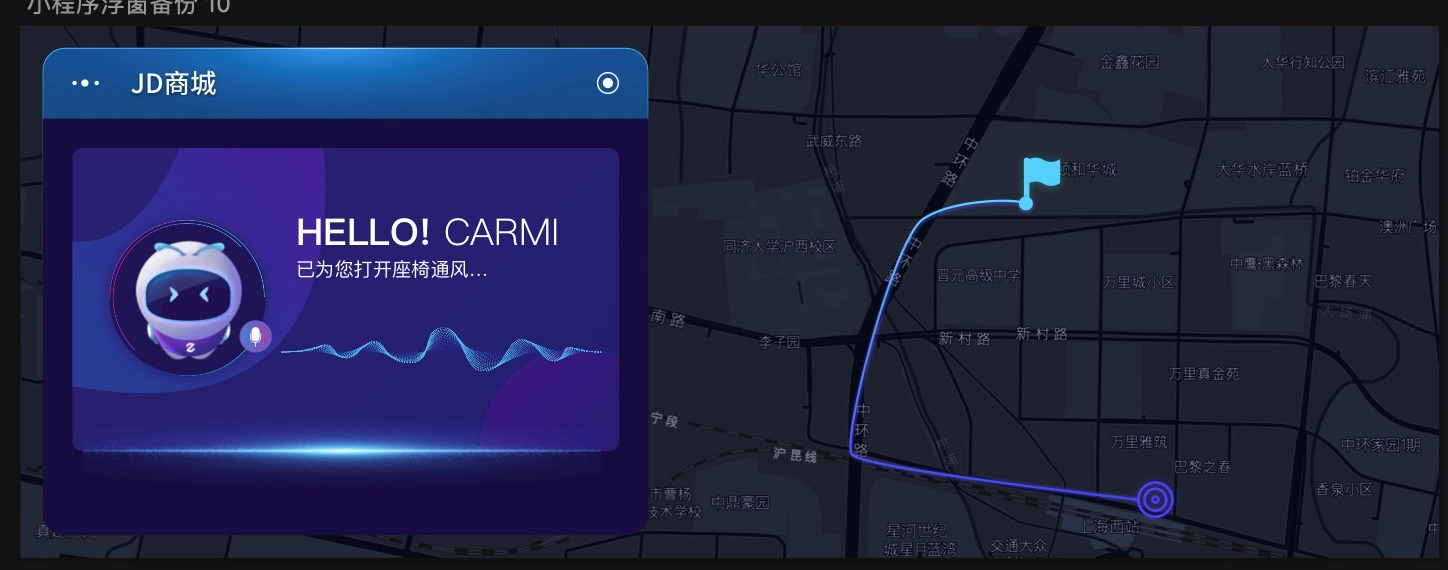 小程序浮窗备份 10
JD商城
HELLO! CARMI
已为您打开座椅通风...
华公馆
金鑫花园
大华行知公园
滨江雅苑
武威东路
中环路
颐和华城
大华水岸蓝桥
铂金华府
同济大学沪西校区
澳洲广场
中环路
晋元高级中学
万里城小区
中鹰·黑森林
巴黎春天
大场浦
南路
李子园
新村路
新村路
万里真金苑
宁段
中环路
沪昆线
万里雅筑
巴黎之春
中环家园1期
香泉小区
市曹杨
技术学校
中鼎豪园
上海西站
星河世纪
城星月蓝湾
交通大众
中